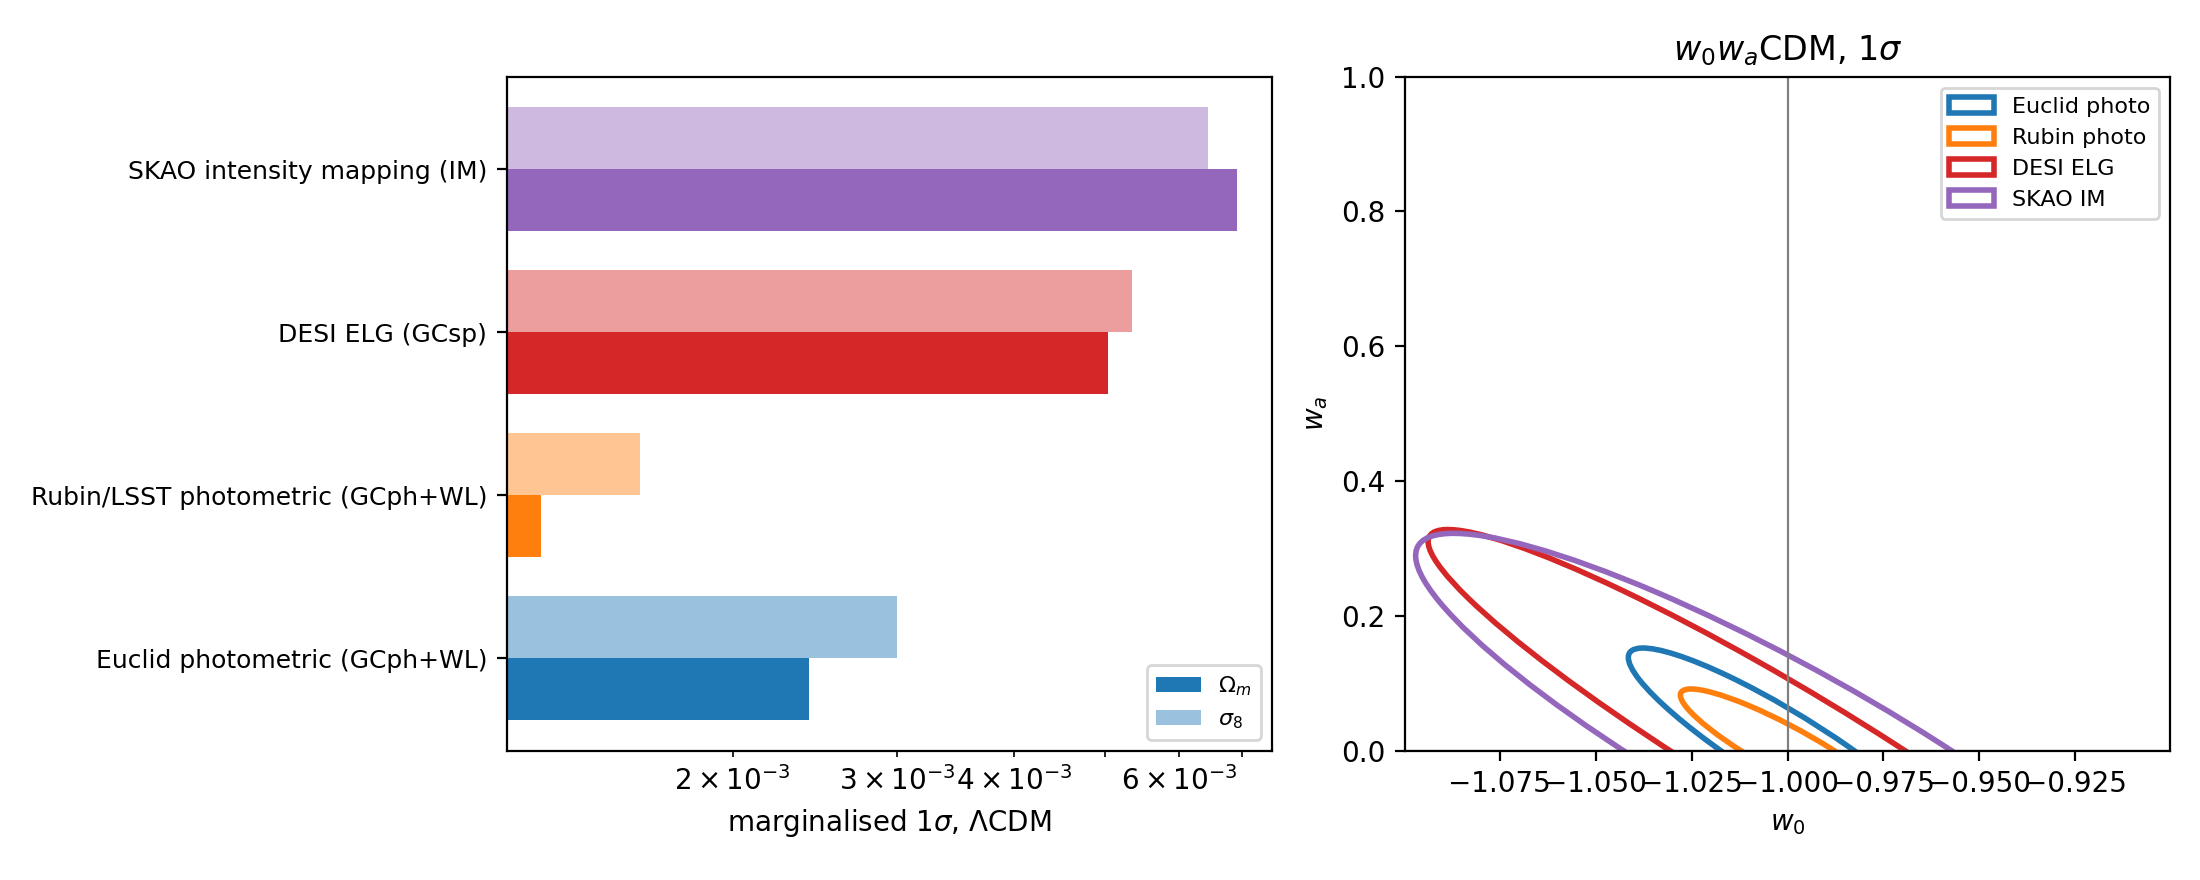 SKAO intensity mapping (IM)
DESI ELG (GCsp)
Rubin/LSST photometric (GCph+WL)
Euclid photometric (GCph+WL)
Ωₘ
σ₈
2 × 10⁻³
3 × 10⁻³
4 × 10⁻³
6 × 10⁻³
marginalised 1σ, ΛCDM
w₀wₐCDM, 1σ
Euclid photo
Rubin photo
DESI ELG
SKAO IM
1.0
0.8
0.6
0.4
0.2
0.0
wₐ
−1.075
−1.050
−1.025
−1.000
−0.975
−0.950
−0.925
w₀